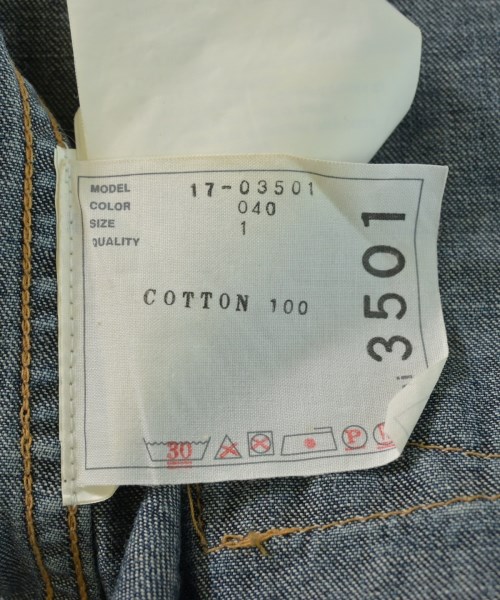 MODEL 17-03501
COLOR 040
SIZE 1
QUALITY
COTTON 100
3501
30
P